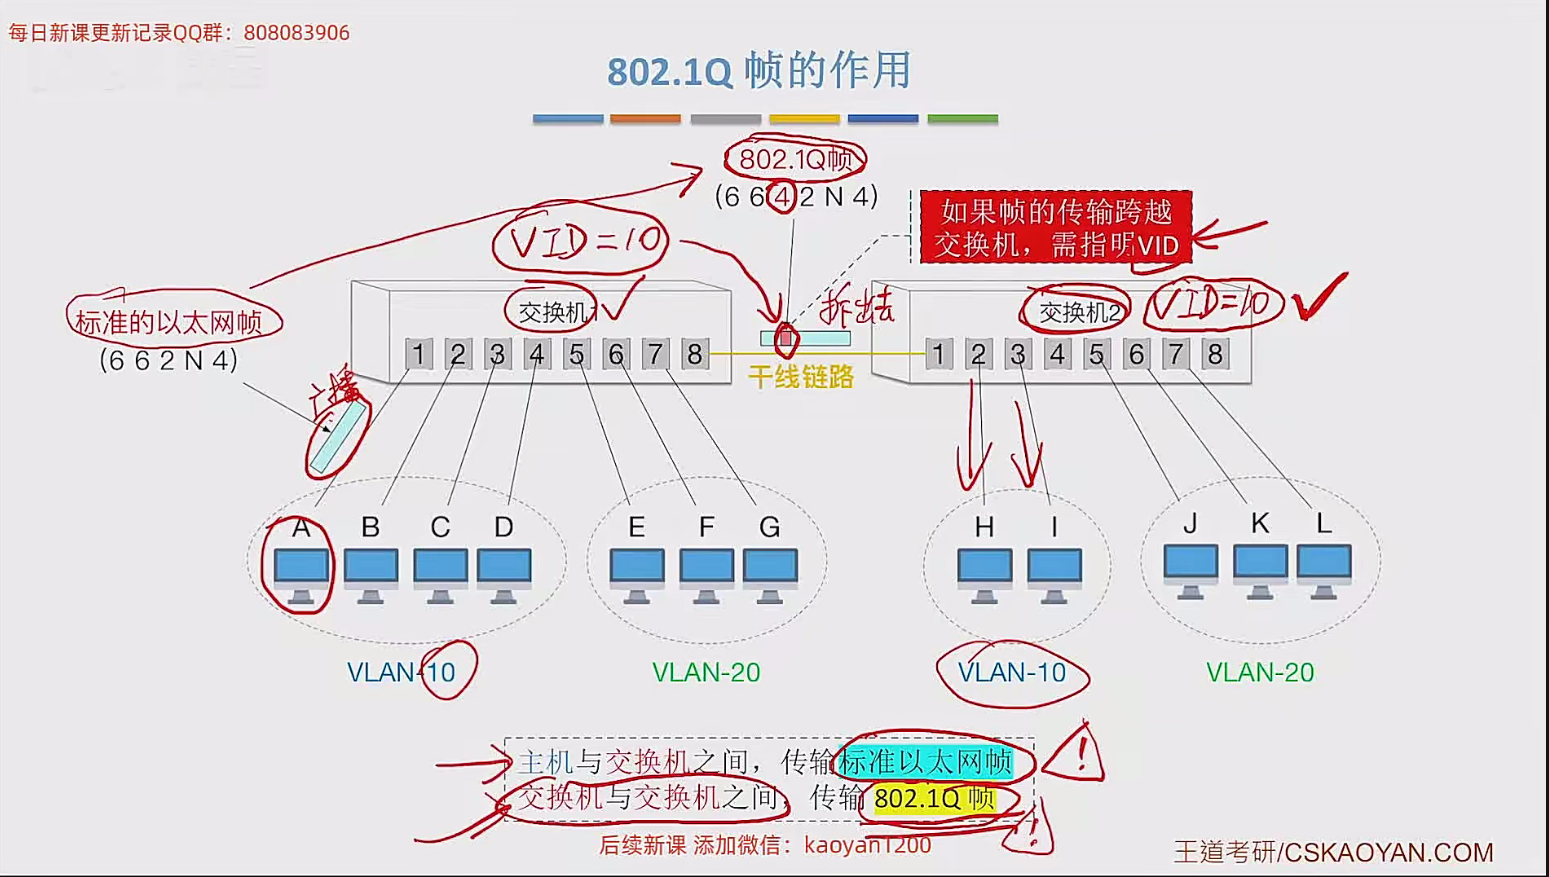 每日新课更新记录QQ群：808083906
802.1Q 帧的作用
802.1Q帧
(6 6 4 2 N 4)
如果帧的传输跨越
交换机，需指明VID
VID=10
标准的以太网帧
(6 6 2 N 4)
交换机1
拆出去
交换机2
VID=10
1 2 3 4 5 6 7 8
1 2 3 4 5 6 7 8
干线链路
广播
A B C D
E F G
H I
J K L
VLAN-10
VLAN-20
VLAN-10
VLAN-20
主机与交换机之间，传输标准以太网帧
!
交换机与交换机之间，传输 802.1Q 帧
!
后续新课 添加微信：kaoyan1200
王道考研/CSKAOYAN.COM